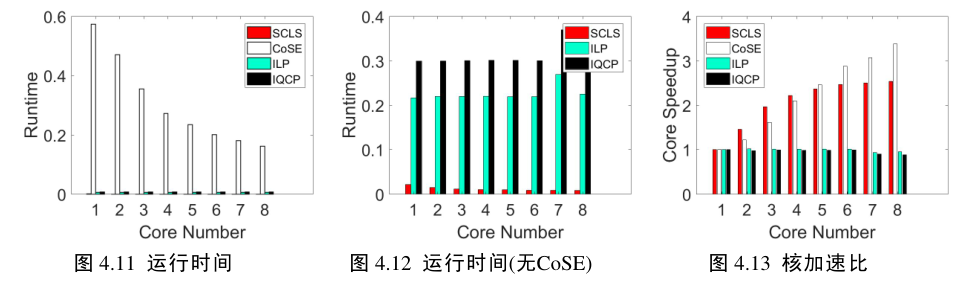 0.6
0.4
0.2
0
Runtime
1 2 3 4 5 6 7 8
Core Number
SCLS
CoSE
ILP
IQCP
图 4.11 运行时间
0.4
0.3
0.2
0.1
0
Runtime
1 2 3 4 5 6 7 8
Core Number
SCLS
ILP
IQCP
图 4.12 运行时间(无CoSE)
4
3
2
1
0
Core Speedup
1 2 3 4 5 6 7 8
Core Number
SCLS
CoSE
ILP
IQCP
图 4.13 核加速比